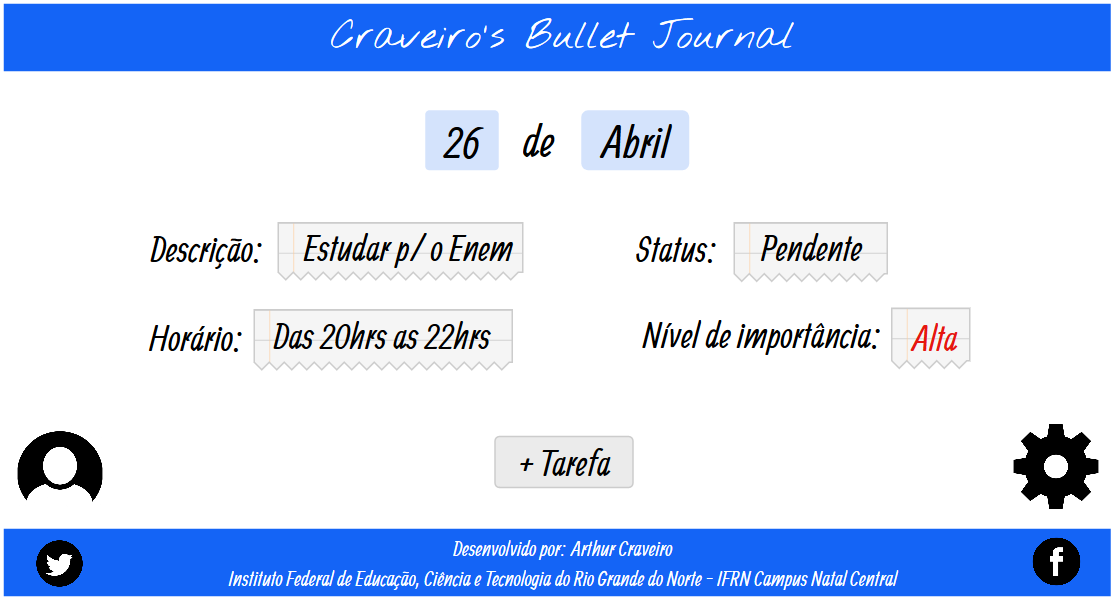 Craveiro's Bullet Journal
26 de Abril
Descrição: Estudar p/ o Enem
Status: Pendente
Horário: Das 20hrs as 22hrs
Nível de importância: Alta
+ Tarefa
Desenvolvido por: Arthur Craveiro
Instituto Federal de Educação, Ciência e Tecnologia do Rio Grande do Norte - IFRN Campus Natal Central